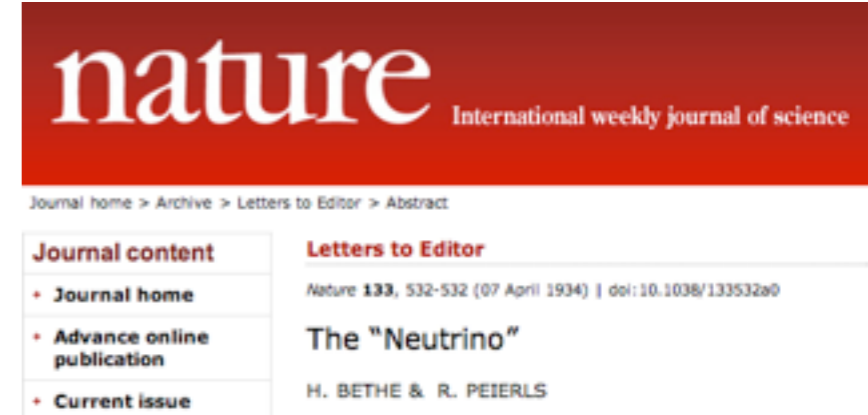 nature International weekly journal of science
Journal home > Archive > Letters to Editor > Abstract
Journal content
• Journal home
• Advance online
publication
• Current issue
Letters to Editor
Nature 133, 532-532 (07 April 1934) | doi:10.1038/133532a0
The "Neutrino"
H. BETHE & R. PEIERLS